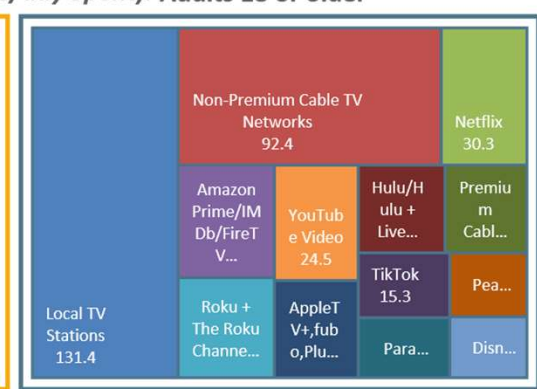 Adults 18 or Older
Non-Premium Cable TV
Networks
92.4
Netflix
30.3
Amazon
Prime/IM
Db/FireT
V...
YouTub
e Video
24.5
Hulu/H
ulu +
Live...
Premiu
m
Cabl...
TikTok
15.3
Pea...
Local TV
Stations
131.4
Roku +
The Roku
Channe...
AppleT
V+,fub
o,Plu...
Para...
Disn...